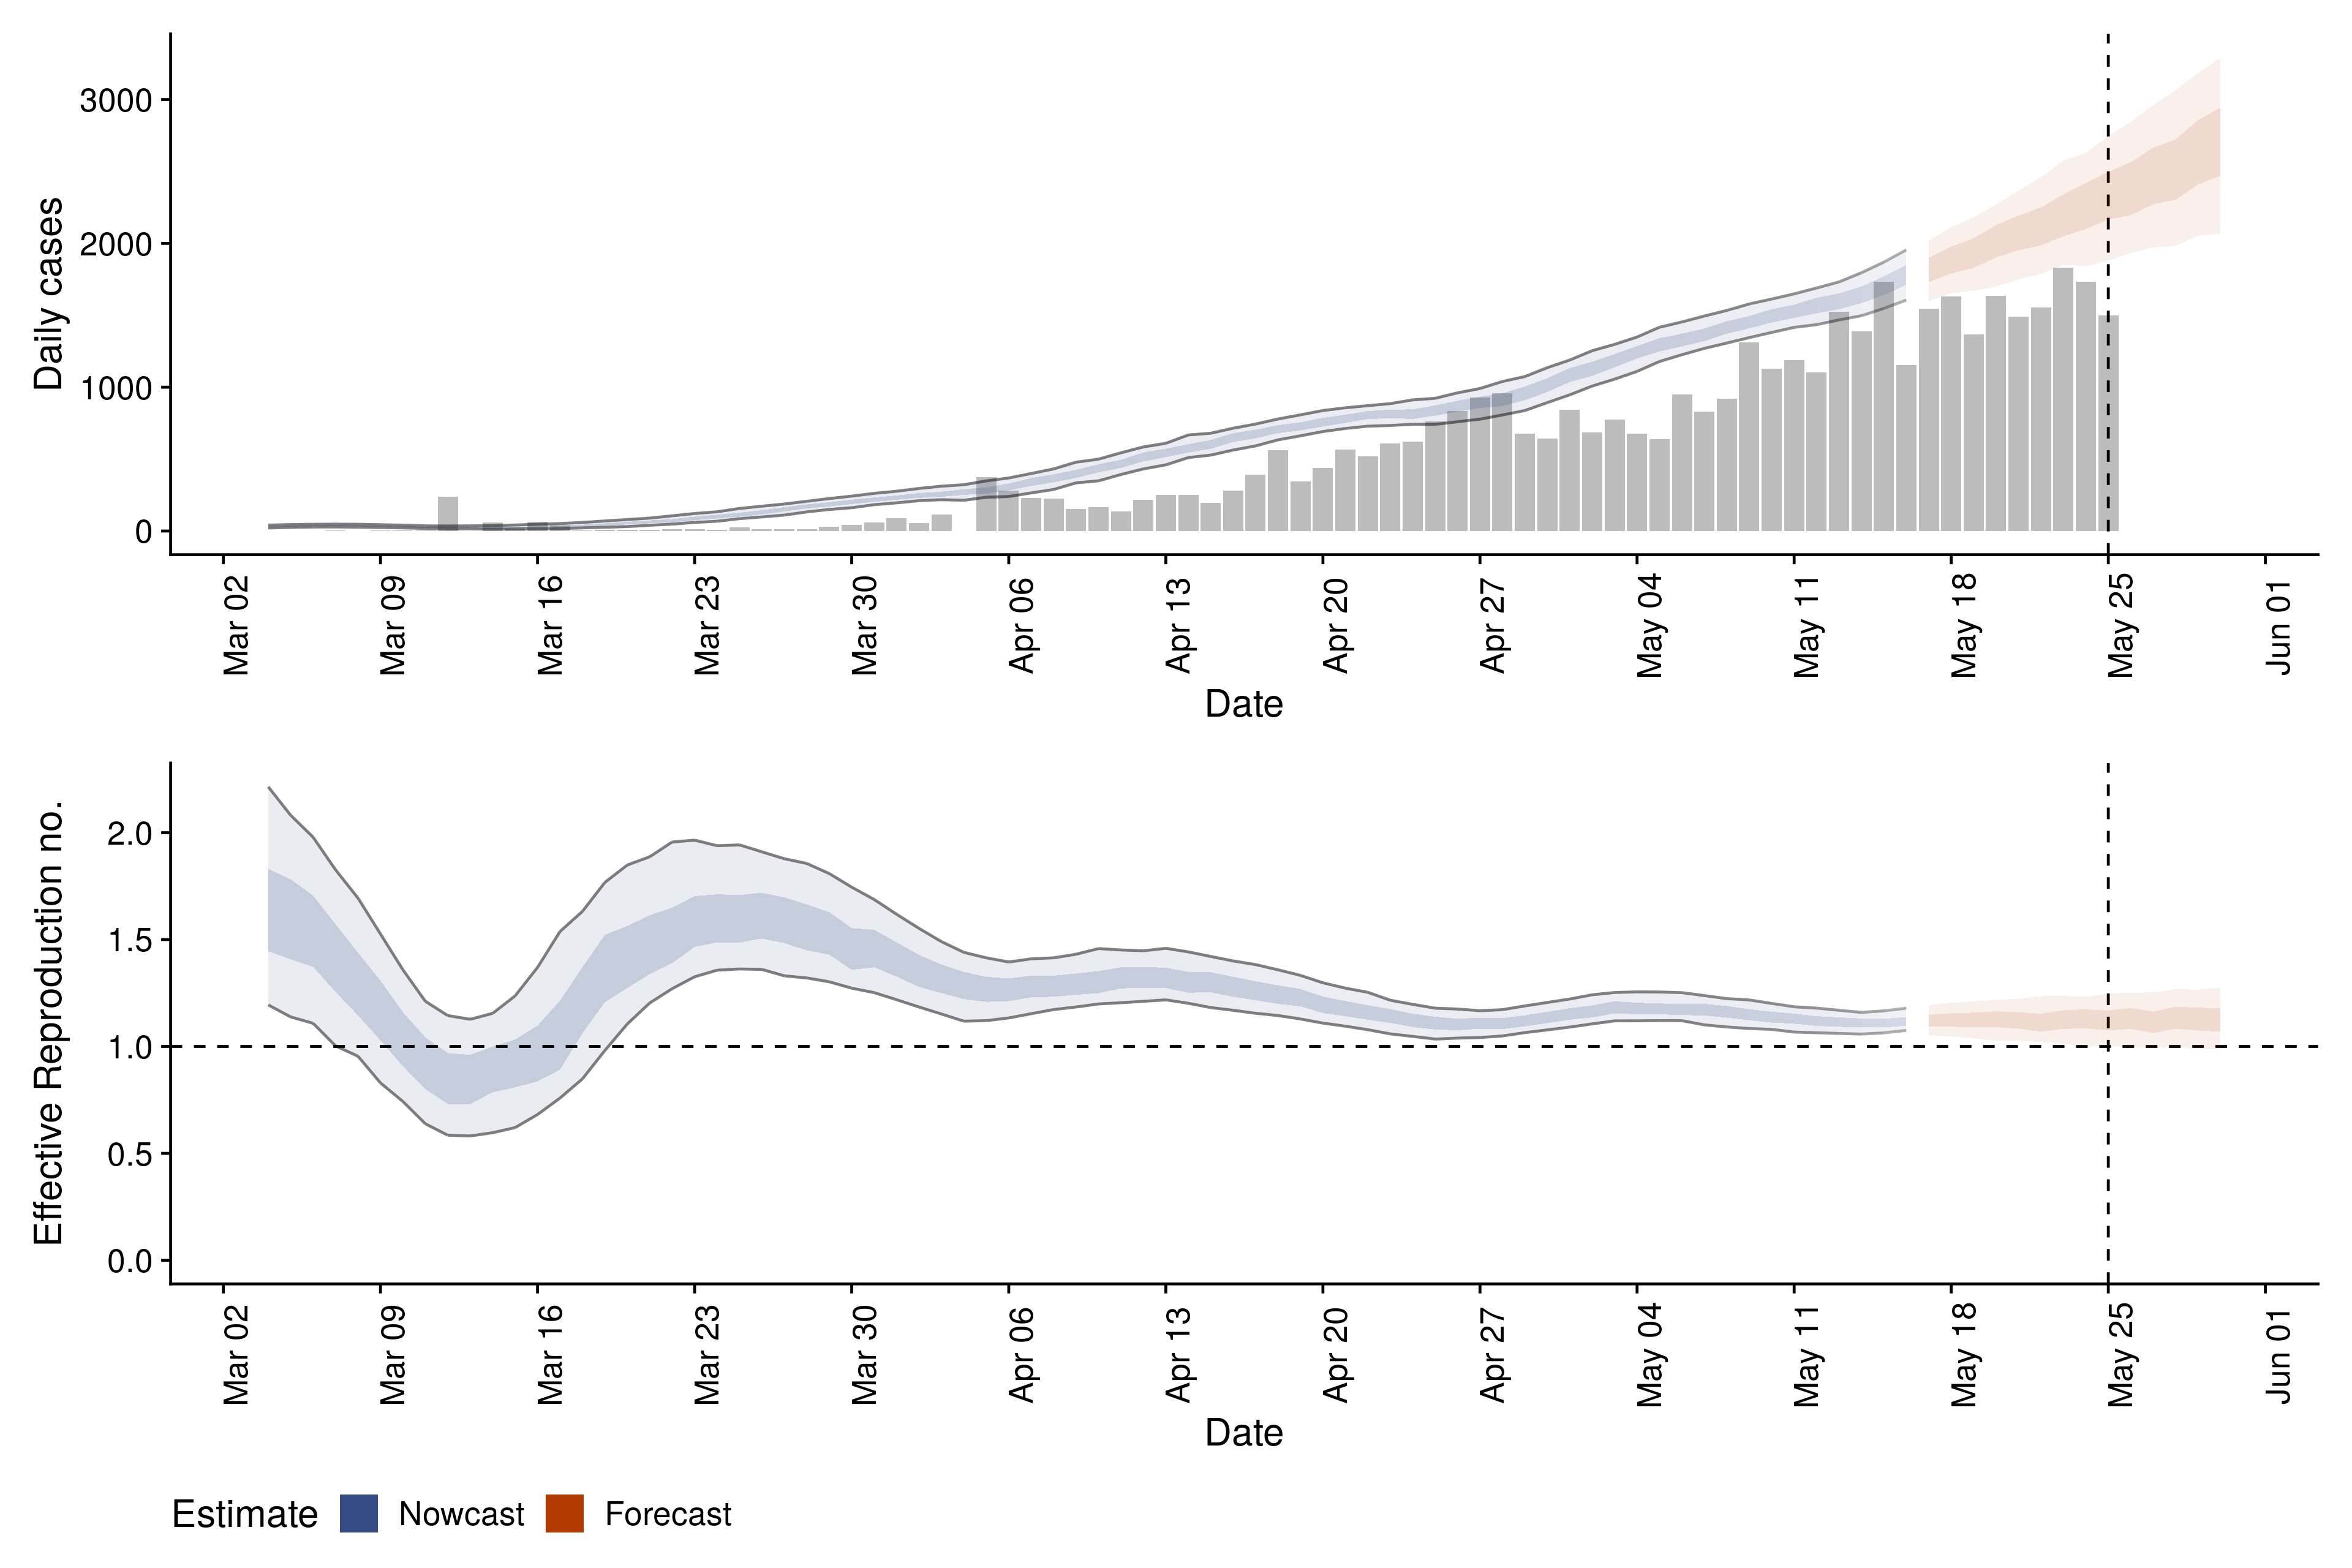 Daily cases
3000
2000
1000
0
Mar 02
Mar 09
Mar 16
Mar 23
Mar 30
Apr 06
Apr 13
Apr 20
Apr 27
May 04
May 11
May 18
May 25
Jun 01
Date
Effective Reproduction no.
2.0
1.5
1.0
0.5
0.0
Mar 02
Mar 09
Mar 16
Mar 23
Mar 30
Apr 06
Apr 13
Apr 20
Apr 27
May 04
May 11
May 18
May 25
Jun 01
Date
Estimate Nowcast Forecast